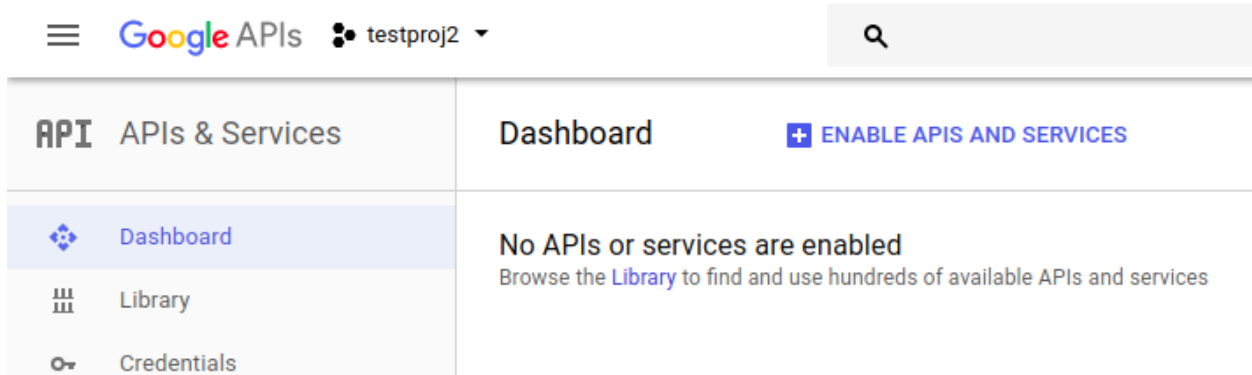 Google APIs testproj2
API APIs & Services
Dashboard ENABLE APIS AND SERVICES
Dashboard
Library
Credentials
No APIs or services are enabled
Browse the Library to find and use hundreds of available APIs and services